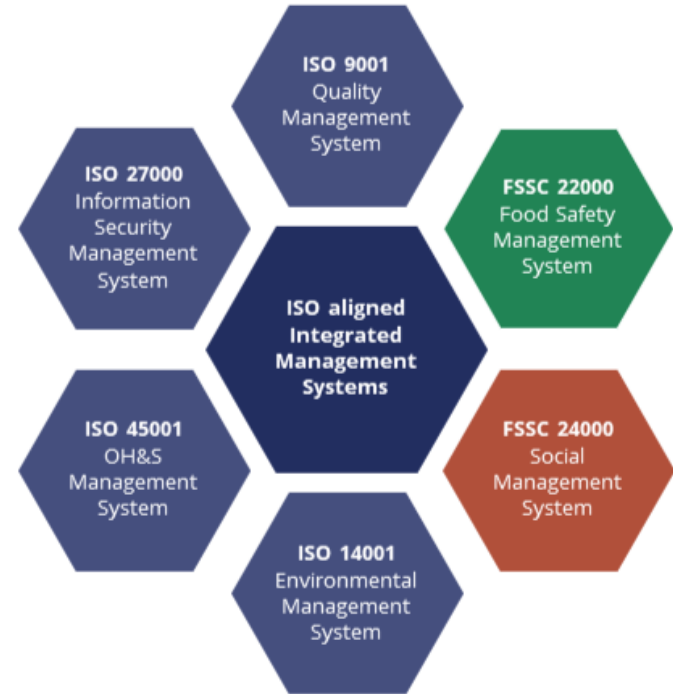 ISO 9001
Quality
Management
System
ISO 27000
Information
Security
Management
System
FSSC 22000
Food Safety
Management
System
ISO aligned
Integrated
Management
Systems
ISO 45001
OH&S
Management
System
FSSC 24000
Social
Management
System
ISO 14001
Environmental
Management
System